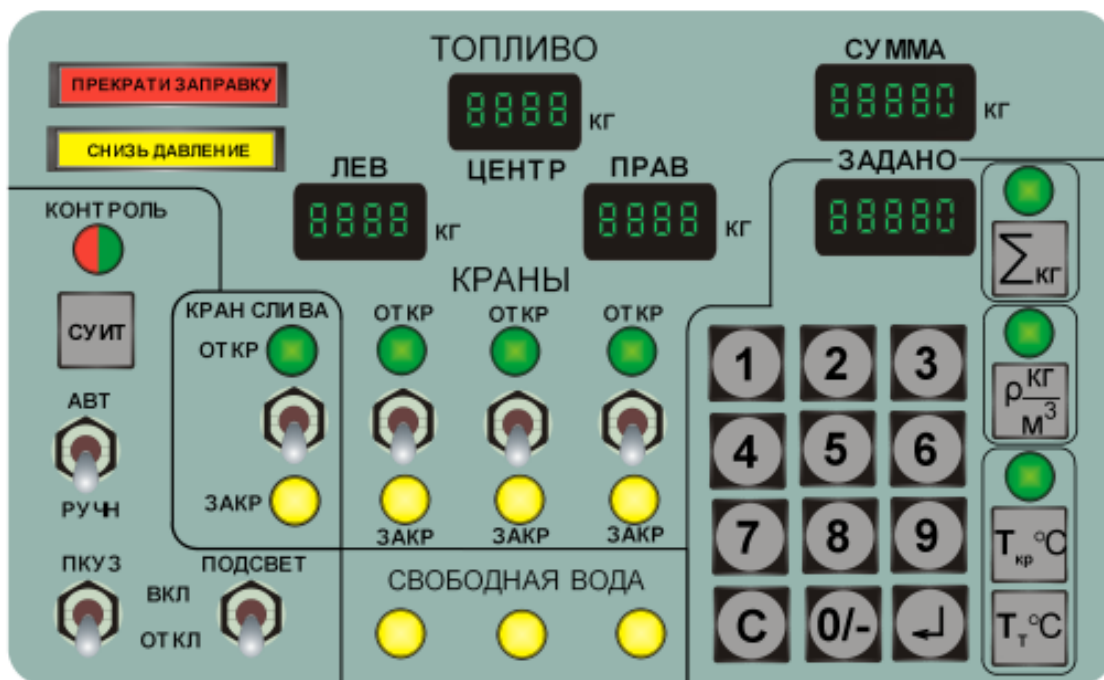 ТОПЛИВО
СУММА
ПРЕКРАТИ ЗАПРАВКУ
8888 КГ
88880 КГ
СНИЗЬ ДАВЛЕНИЕ
ЛЕВ
ЦЕНТР
ПРАВ
ЗАДАНО
8888 КГ
8888 КГ
88880
КОНТРОЛЬ
∑КГ
КРАНЫ
СУИТ
КРАН СЛИВА
ОТКР
ОТКР
ОТКР
ОТКР
1
2
3
ρ КГ/М³
АВТ
4
5
6
РУЧН
ЗАКР
ЗАКР
ЗАКР
ЗАКР
7
8
9
Ткр°С
ПКУЗ
ВКЛ
ПОДСВЕТ
СВОБОДНАЯ ВОДА
ОТКЛ
С
0/-
↵
Тт°С